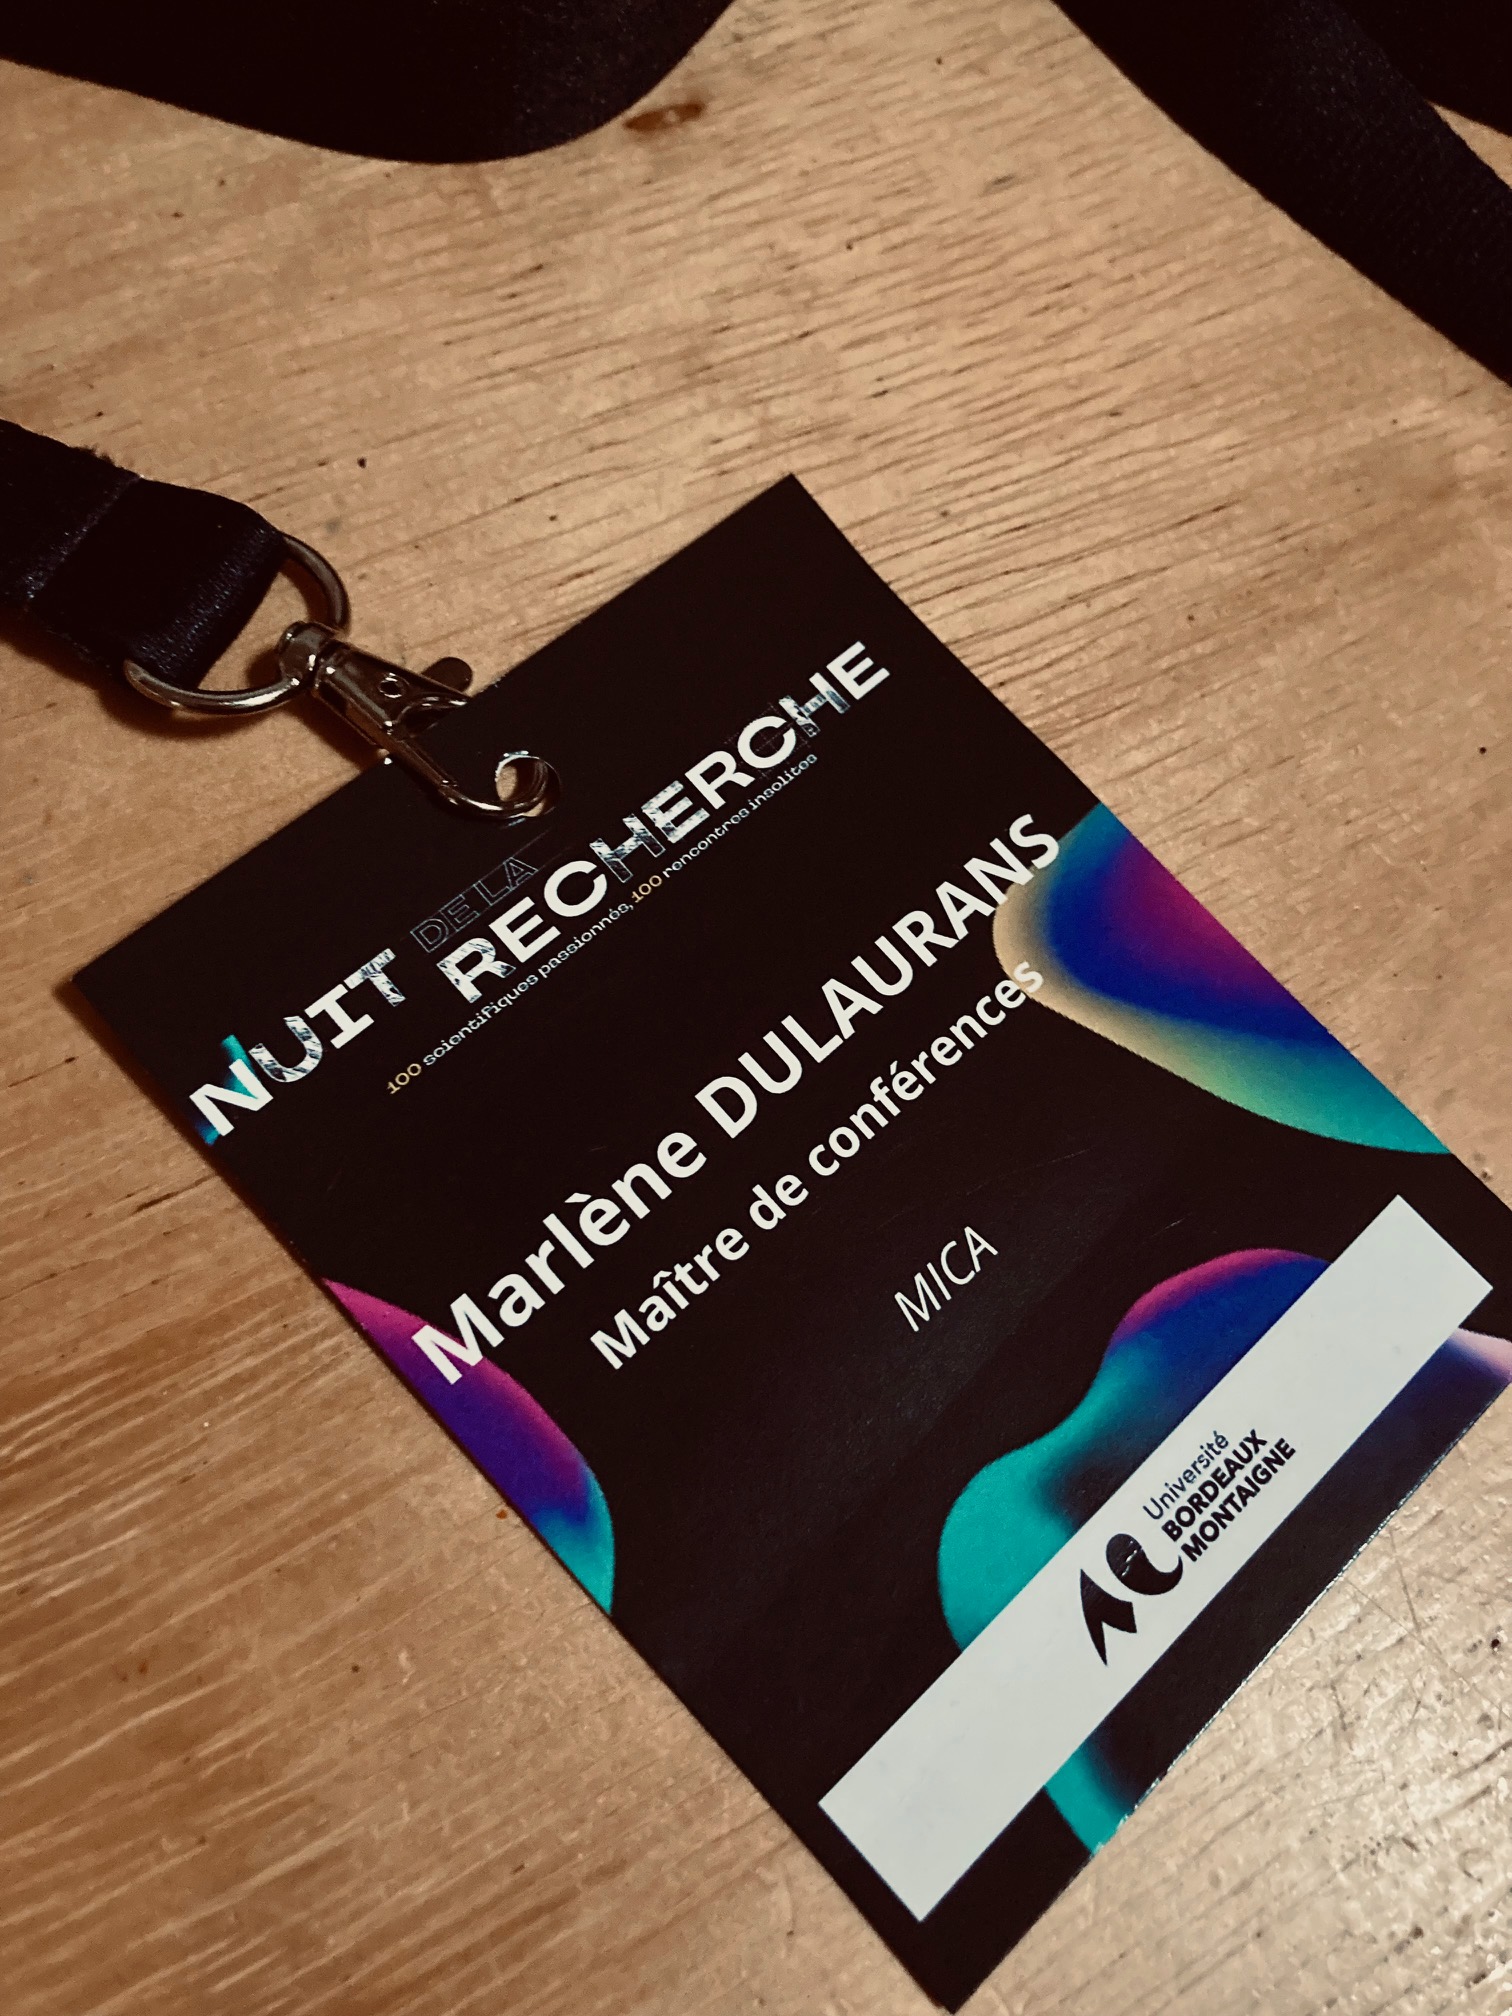 NUIT DE LA RECHERCHE
100 scientifiques passionnés, 100 rencontres insolites
Marlène DULAURANS
Maître de conférences
MICA
Université
BORDEAUX
MONTAIGNE